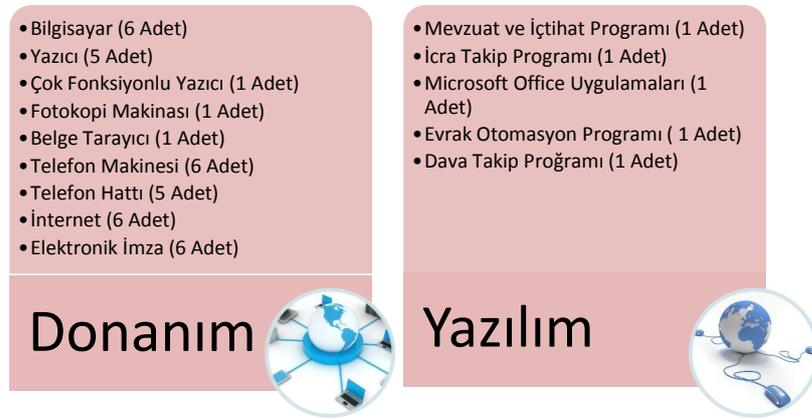 •Bilgisayar (6 Adet)
•Yazıcı (5 Adet)
•Çok Fonksiyonlu Yazıcı (1 Adet)
•Fotokopi Makinası (1 Adet)
•Belge Tarayıcı (1 Adet)
•Telefon Makinesi (6 Adet)
•Telefon Hattı (5 Adet)
•İnternet (6 Adet)
•Elektronik İmza (6 Adet)
Donanım
•Mevzuat ve İçtihat Programı (1 Adet)
•İcra Takip Programı (1 Adet)
•Microsoft Office Uygulamaları (1
Adet)
•Evrak Otomasyon Programı ( 1 Adet)
•Dava Takip Proğramı (1 Adet)
Yazılım